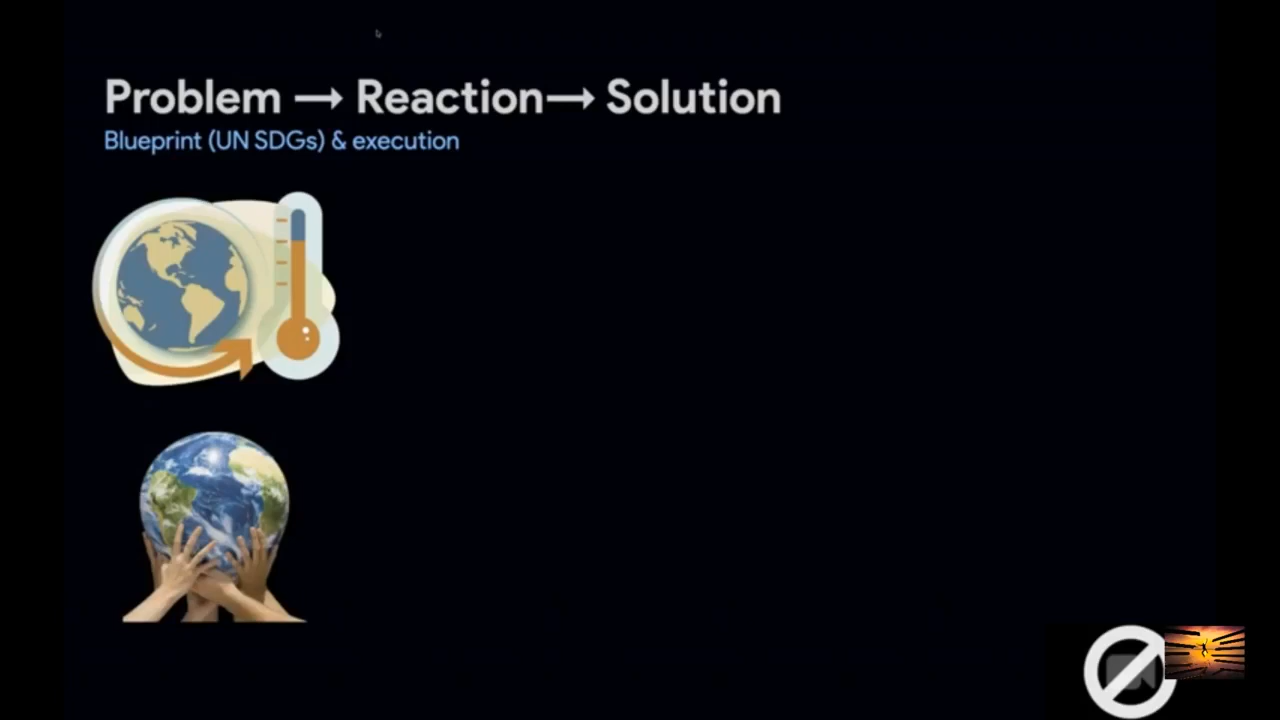 Problem → Reaction→ Solution
Blueprint (UN SDGs) & execution